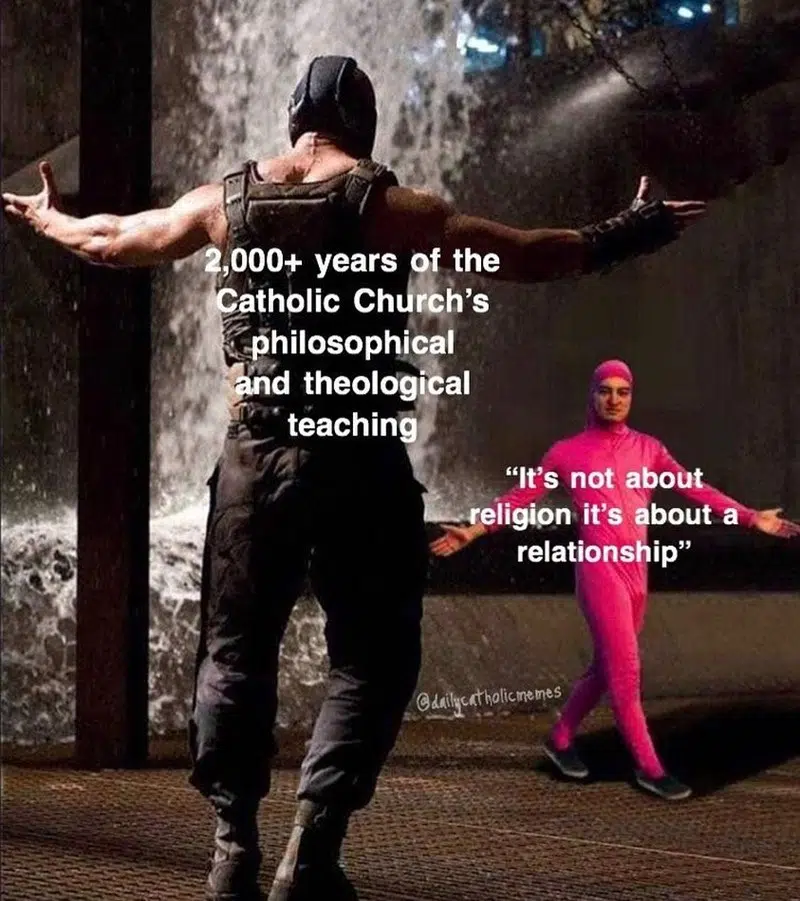 2,000+ years of the
Catholic Church’s
philosophical
and theological
teaching
“It’s not about
religion it’s about a
relationship”
@dailycatholicmemes